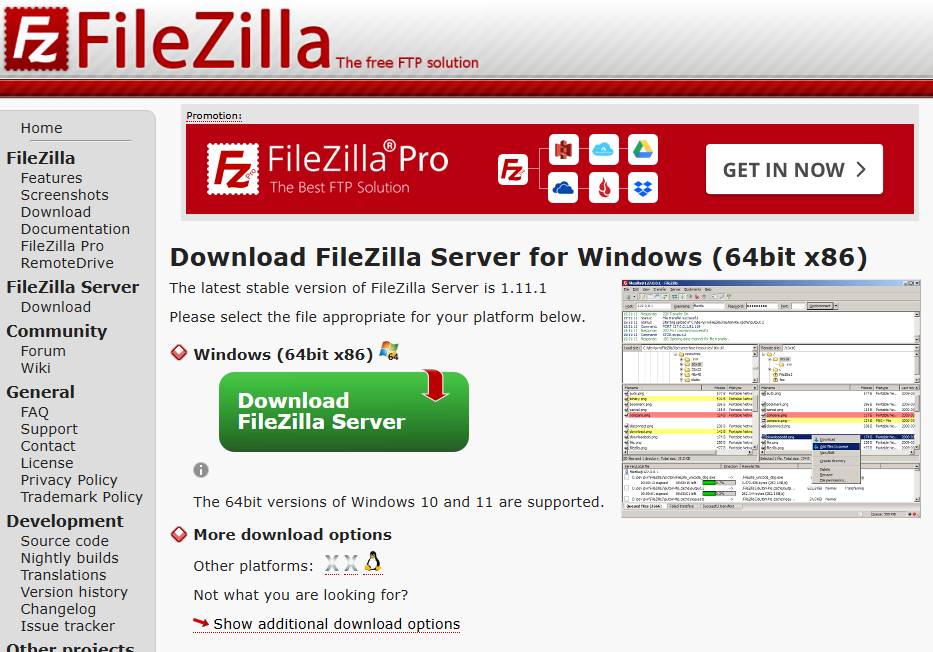 FileZilla The free FTP solution
Home
FileZilla
Features
Screenshots
Download
Documentation
FileZilla Pro
RemoteDrive
FileZilla Server
Download
Community
Forum
Wiki
General
FAQ
Support
Contact
License
Privacy Policy
Trademark Policy
Development
Source code
Nightly builds
Translations
Version history
Changelog
Issue tracker
Other projects
Promotion:
FileZilla® Pro
The Best FTP Solution
GET IN NOW
Download FileZilla Server for Windows (64bit x86)
The latest stable version of FileZilla Server is 1.11.1
Please select the file appropriate for your platform below.
Windows (64bit x86)
Download
FileZilla Server
The 64bit versions of Windows 10 and 11 are supported.
More download options
Other platforms:
Not what you are looking for?
Show additional download options